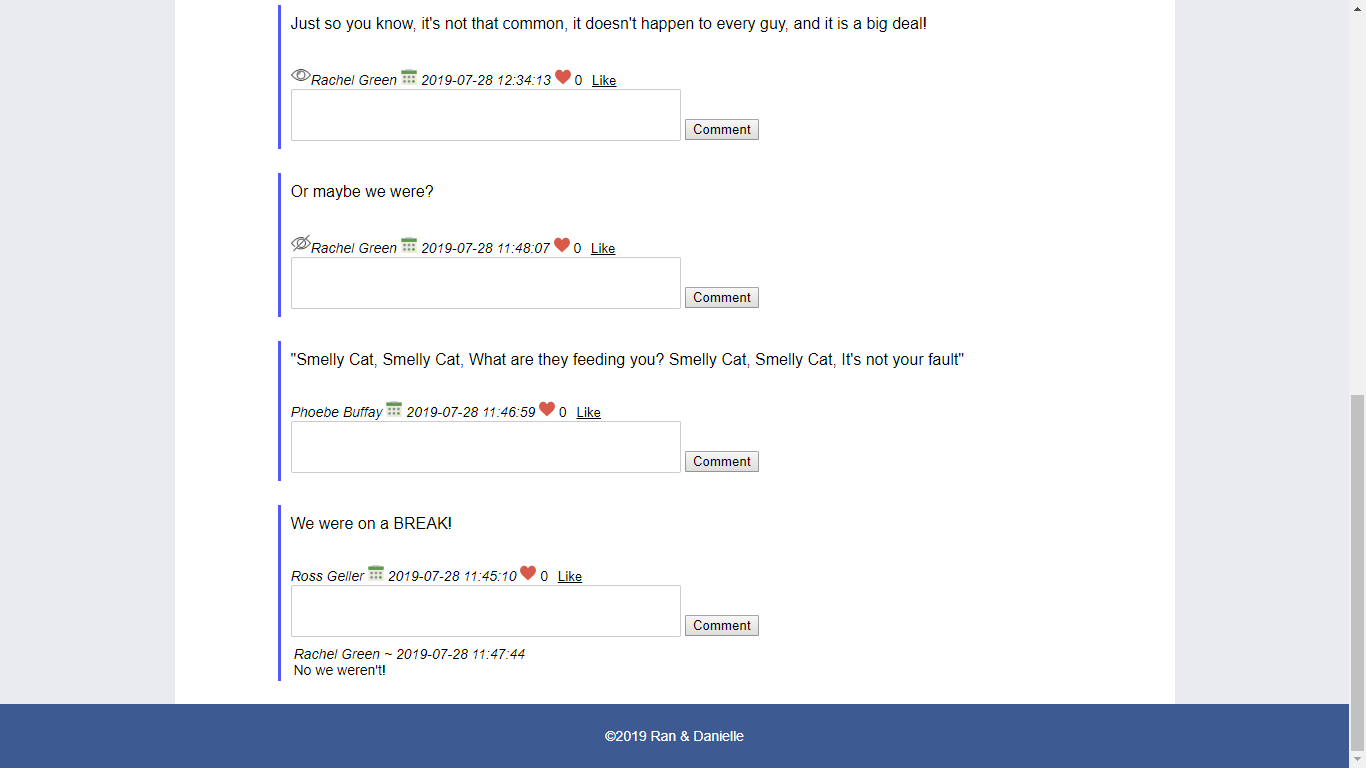 Just so you know, it's not that common, it doesn't happen to every guy, and it is a big deal!
Rachel Green 2019-07-28 12:34:13 0 Like
Comment
Or maybe we were?
Rachel Green 2019-07-28 11:48:07 0 Like
Comment
"Smelly Cat, Smelly Cat, What are they feeding you? Smelly Cat, Smelly Cat, It's not your fault"
Phoebe Buffay 2019-07-28 11:46:59 0 Like
Comment
We were on a BREAK!
Ross Geller 2019-07-28 11:45:10 0 Like
Comment
Rachel Green ~ 2019-07-28 11:47:44
No we weren't!
©2019 Ran & Danielle